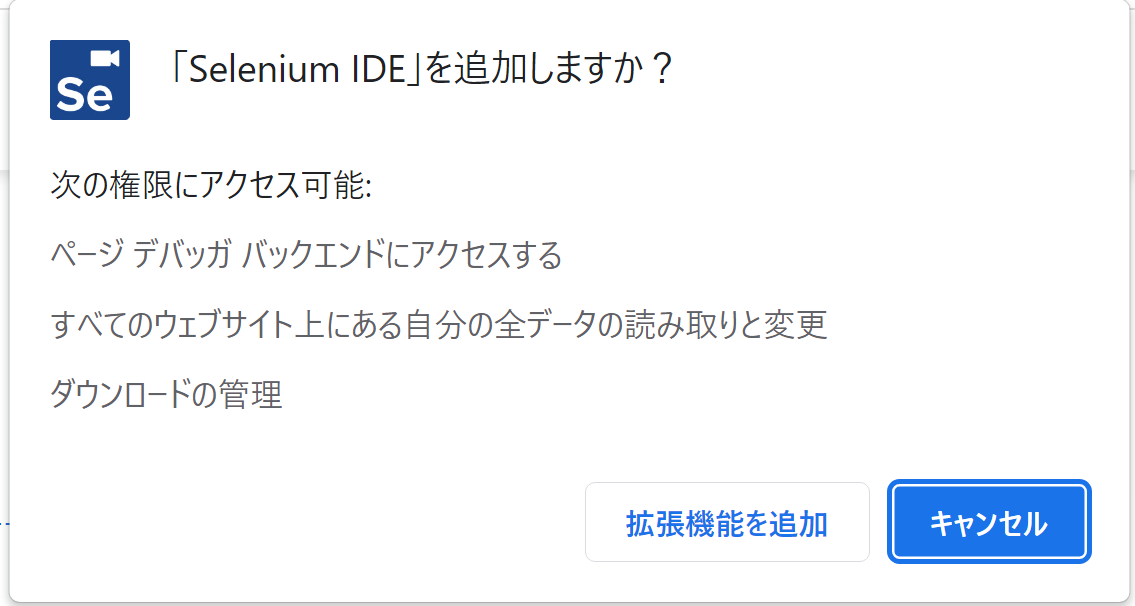 Se
「Selenium IDE」を追加しますか？
次の権限にアクセス可能:
ページ デバッガ バックエンドにアクセスする
すべてのウェブサイト上にある自分の全データの読み取りと変更
ダウンロードの管理
拡張機能を追加
キャンセル